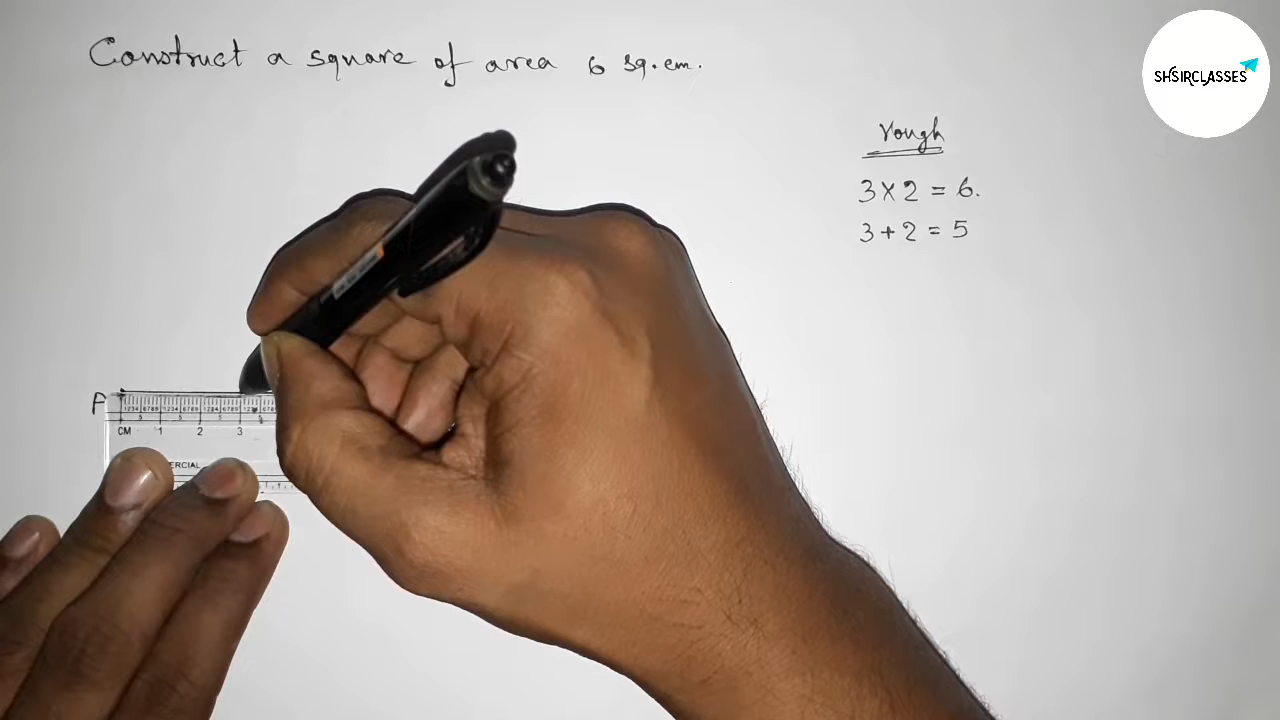 Construct a square of area 6 sq.cm.
SHSIRCLASSES
rough
3 × 2 = 6.
3 + 2 = 5
A
CM 1 2 3
ERCIAL